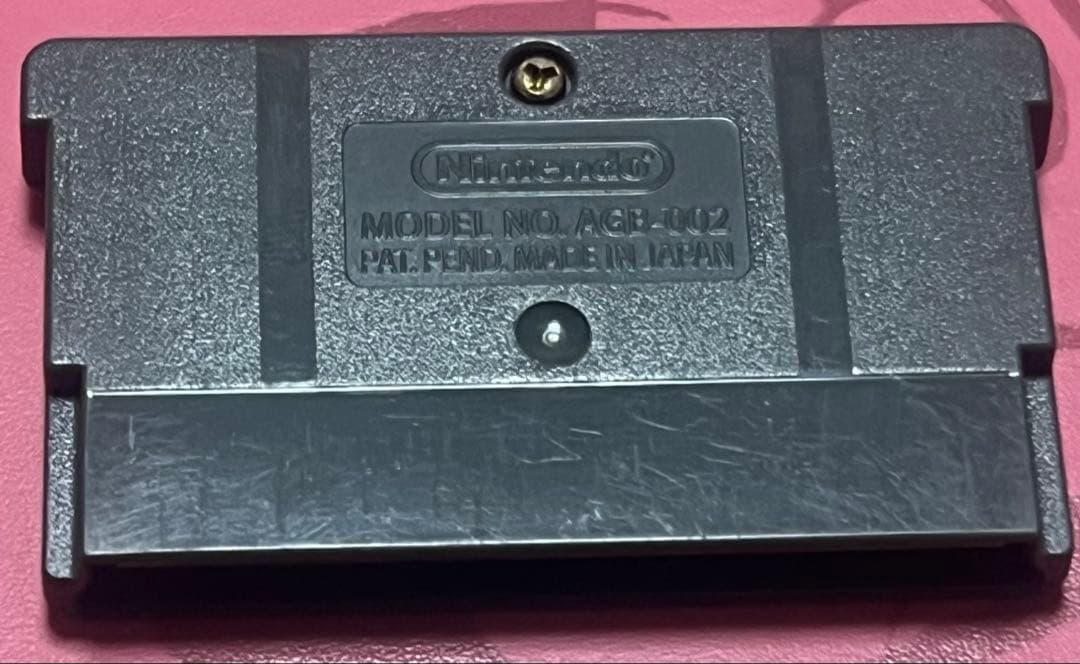 Nintendo®
MODEL NO. AGB-002
PAT. PEND. MADE IN JAPAN